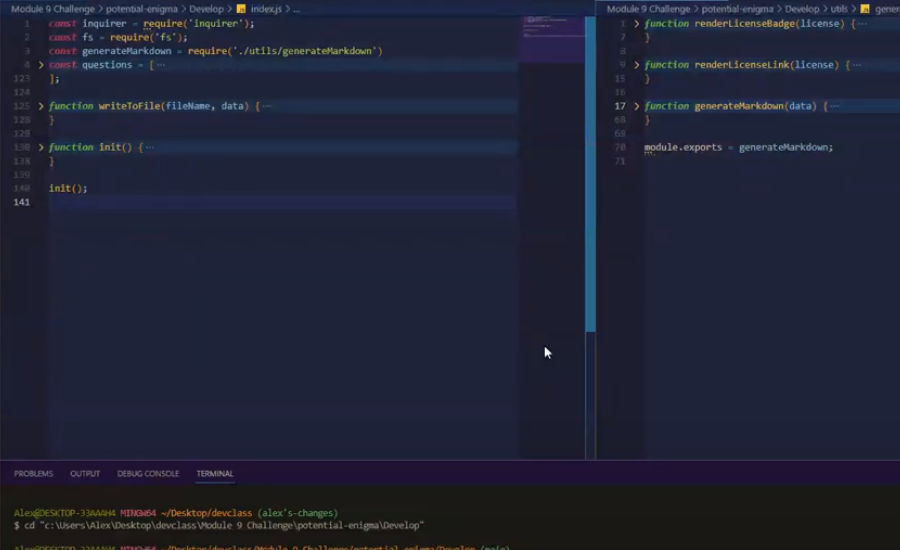 Module 9 Challenge > potential-enigma > Develop > JS index.js > ...
1 const inquirer = require('inquirer');
2 const fs = require('fs');
3 const generateMarkdown = require('./utils/generateMarkdown')
4 > const questions = [ ...
123 ];
124
125 > function writeToFile(fileName, data) { ...
128 }
129
130 > function init() { ...
138 }
139
140 init();
141
Module 9 Challenge > potential-enigma > Develop > utils > JS gener
1 > function renderLicenseBadge(license) { ...
7 }
8
9 > function renderLicenseLink(license) { ...
15 }
16
17 > function generateMarkdown(data) { ...
68 }
69
70 module.exports = generateMarkdown;
71
PROBLEMS OUTPUT DEBUG CONSOLE TERMINAL
Alex@DESKTOP-33AAAH4 MINGW64 ~/Desktop/devclass (alex's-changes)
$ cd "c:\Users\Alex\Desktop\devclass\Module 9 Challenge\potential-enigma\Develop"
Alex@DESKTOP-33AAAH4 MINGW64 ~/Desktop/devclass/Module 9 Challenge/potential-enigma/Develop (main)